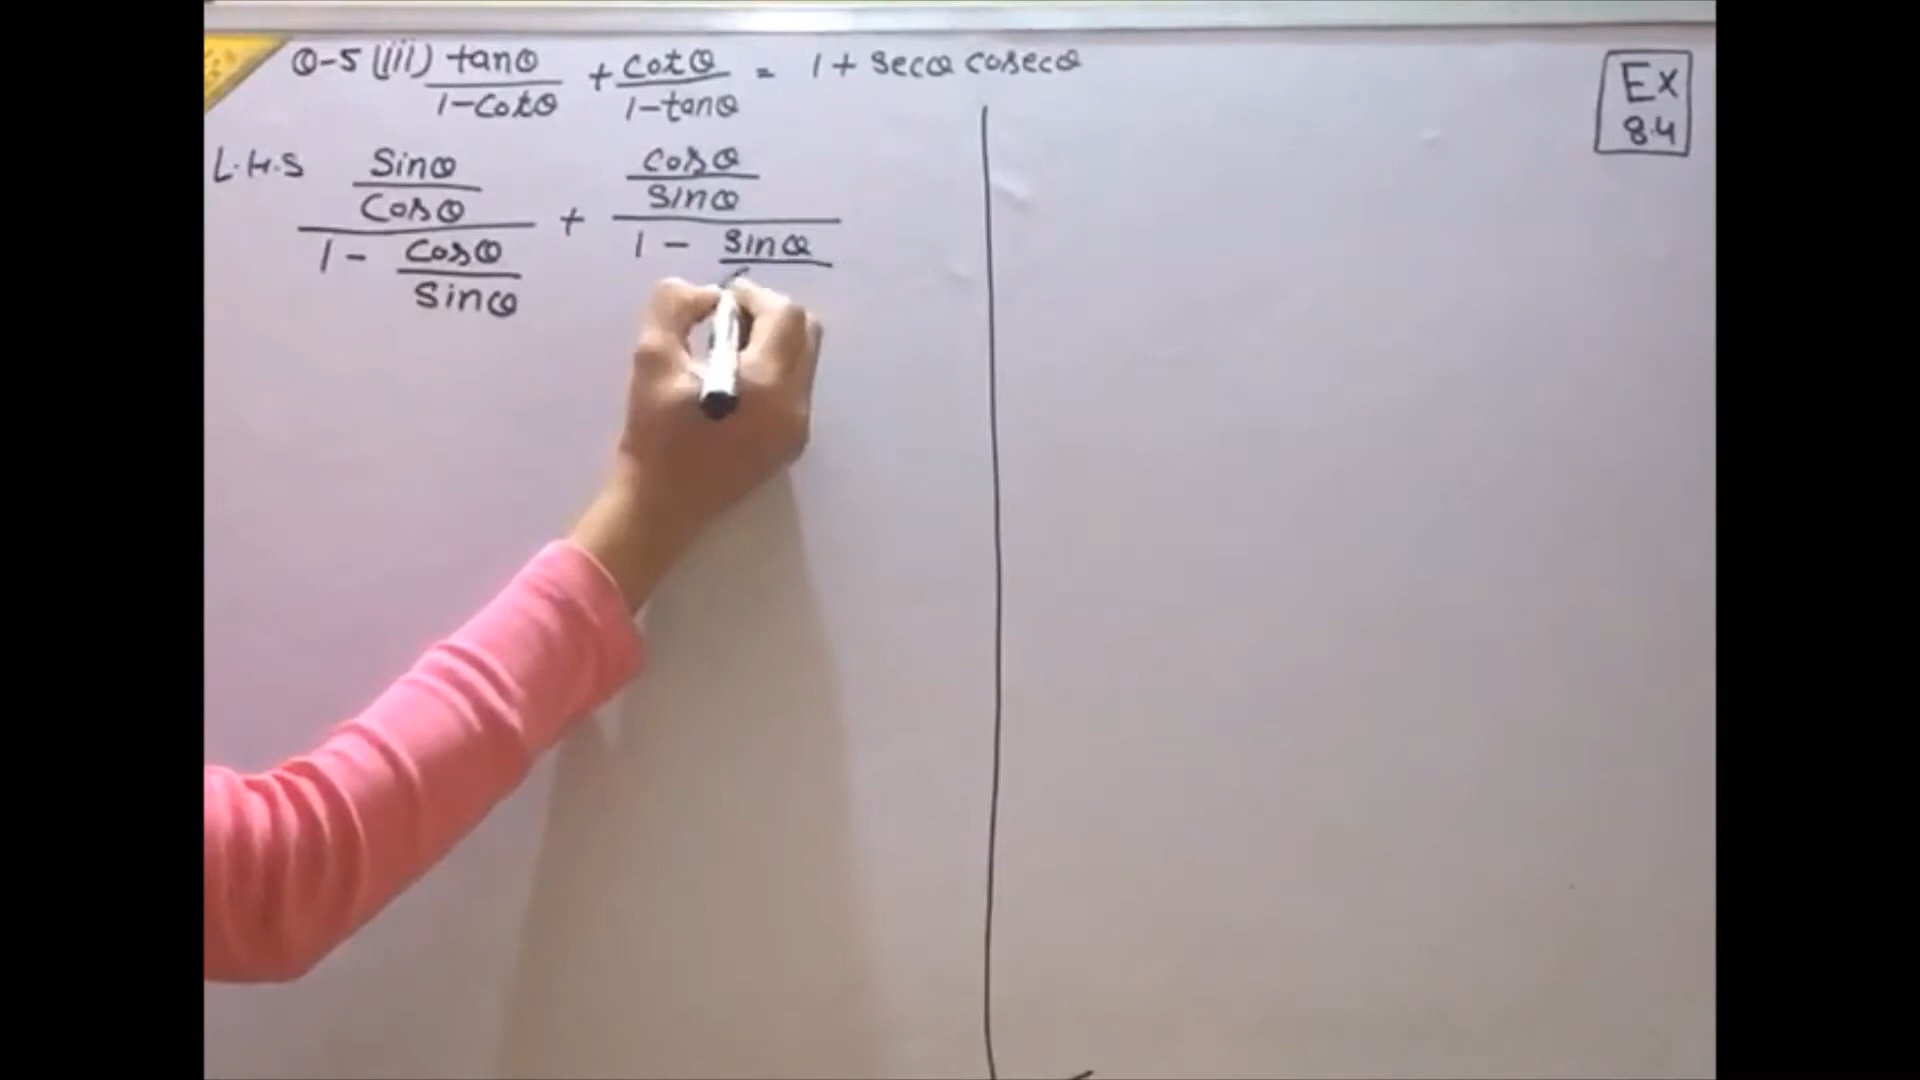 Q-5 (iii) tanθ/1-cotθ + cotθ/1-tanθ = 1 + secθ cosecθ
Ex 8.4
L.H.S Sinθ/Cosθ / 1 - Cosθ/Sinθ + cosθ/sinθ / 1 - sinθ/